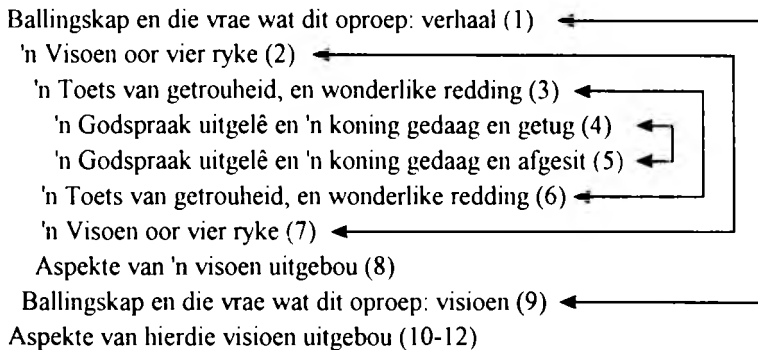 Ballingskap en die vrae wat dit oproep: verhaal (1)
'n Visoen oor vier ryke (2)
'n Toets van getrouheid, en wonderlike redding (3)
'n Godspraak uitgelê en 'n koning gedaag en getug (4)
'n Godspraak uitgelê en 'n koning gedaag en afgesit (5)
'n Toets van getrouheid, en wonderlike redding (6)
'n Visoen oor vier ryke (7)
Aspekte van 'n visoen uitgebou (8)
Ballingskap en die vrae wat dit oproep: visioen (9)
Aspekte van hierdie visioen uitgebou (10-12)